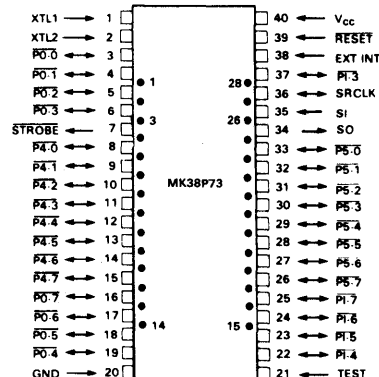 XTL1 1 40 VCC
XTL2 2 39 RESET
P0-0 3 38 EXT INT
P0-1 4 1 28 37 PI-3
P0-2 5 36 SRCLK
P0-3 6 3 26 35 SI
STROBE 7 34 SO
P4-0 8 33 P5-0
P4-1 9 MK38P73 32 P5-1
P4-2 10 31 P5-2
P4-3 11 30 P5-3
P4-4 12 29 P5-4
P4-5 13 28 P5-5
P4-6 14 27 P5-6
P4-7 15 26 P5-7
P0-7 16 25 PI-7
P0-6 17 24 PI-6
P0-5 18 14 15 23 PI-5
P0-4 19 22 PI-4
GND 20 21 TEST